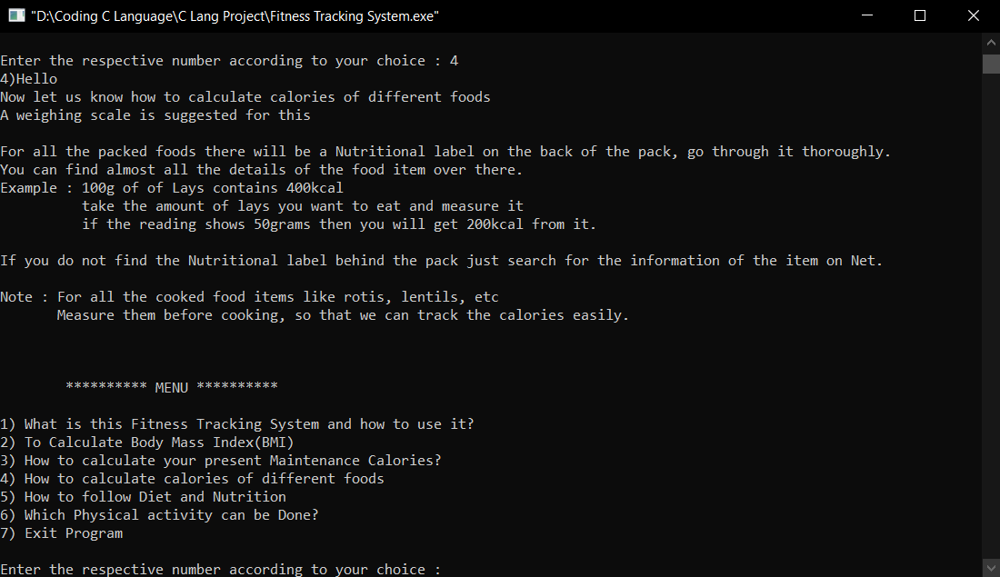 "D:\Coding C Language\C Lang Project\Fitness Tracking System.exe"
Enter the respective number according to your choice : 4
4)Hello
Now let us know how to calculate calories of different foods
A weighing scale is suggested for this
For all the packed foods there will be a Nutritional label on the back of the pack, go through it thoroughly.
You can find almost all the details of the food item over there.
Example : 100g of of Lays contains 400kcal
take the amount of lays you want to eat and measure it
if the reading shows 50grams then you will get 200kcal from it.
If you do not find the Nutritional label behind the pack just search for the information of the item on Net.
Note : For all the cooked food items like rotis, lentils, etc
Measure them before cooking, so that we can track the calories easily.
********** MENU **********
1) What is this Fitness Tracking System and how to use it?
2) To Calculate Body Mass Index(BMI)
3) How to calculate your present Maintenance Calories?
4) How to calculate calories of different foods
5) How to follow Diet and Nutrition
6) Which Physical activity can be Done?
7) Exit Program
Enter the respective number according to your choice :